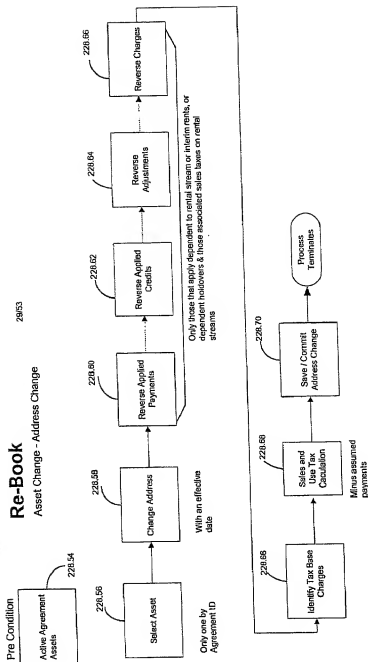 Re-Book
29/53
Asset Change - Address Change
Pre Condition
Active Agreement
Assets
228.54
228.56
Select Asset
Only one by
Agreement ID
228.58
Change Address
With an effective
date
228.60
Reverse Applied
Payments
228.62
Reverse Applied
Credits
228.64
Reverse
Adjustments
228.66
Reverse Charges
Only those that apply dependent to rental stream or interim rents, or
dependent holdovers & those associated sales taxes on rental
streams
228.66
Identify Tax Base
Charges
228.68
Sales and
Use Tax
Caculation
Minus assumed
payments
228.70
Save / Commit
Address Change
Process
Terminates